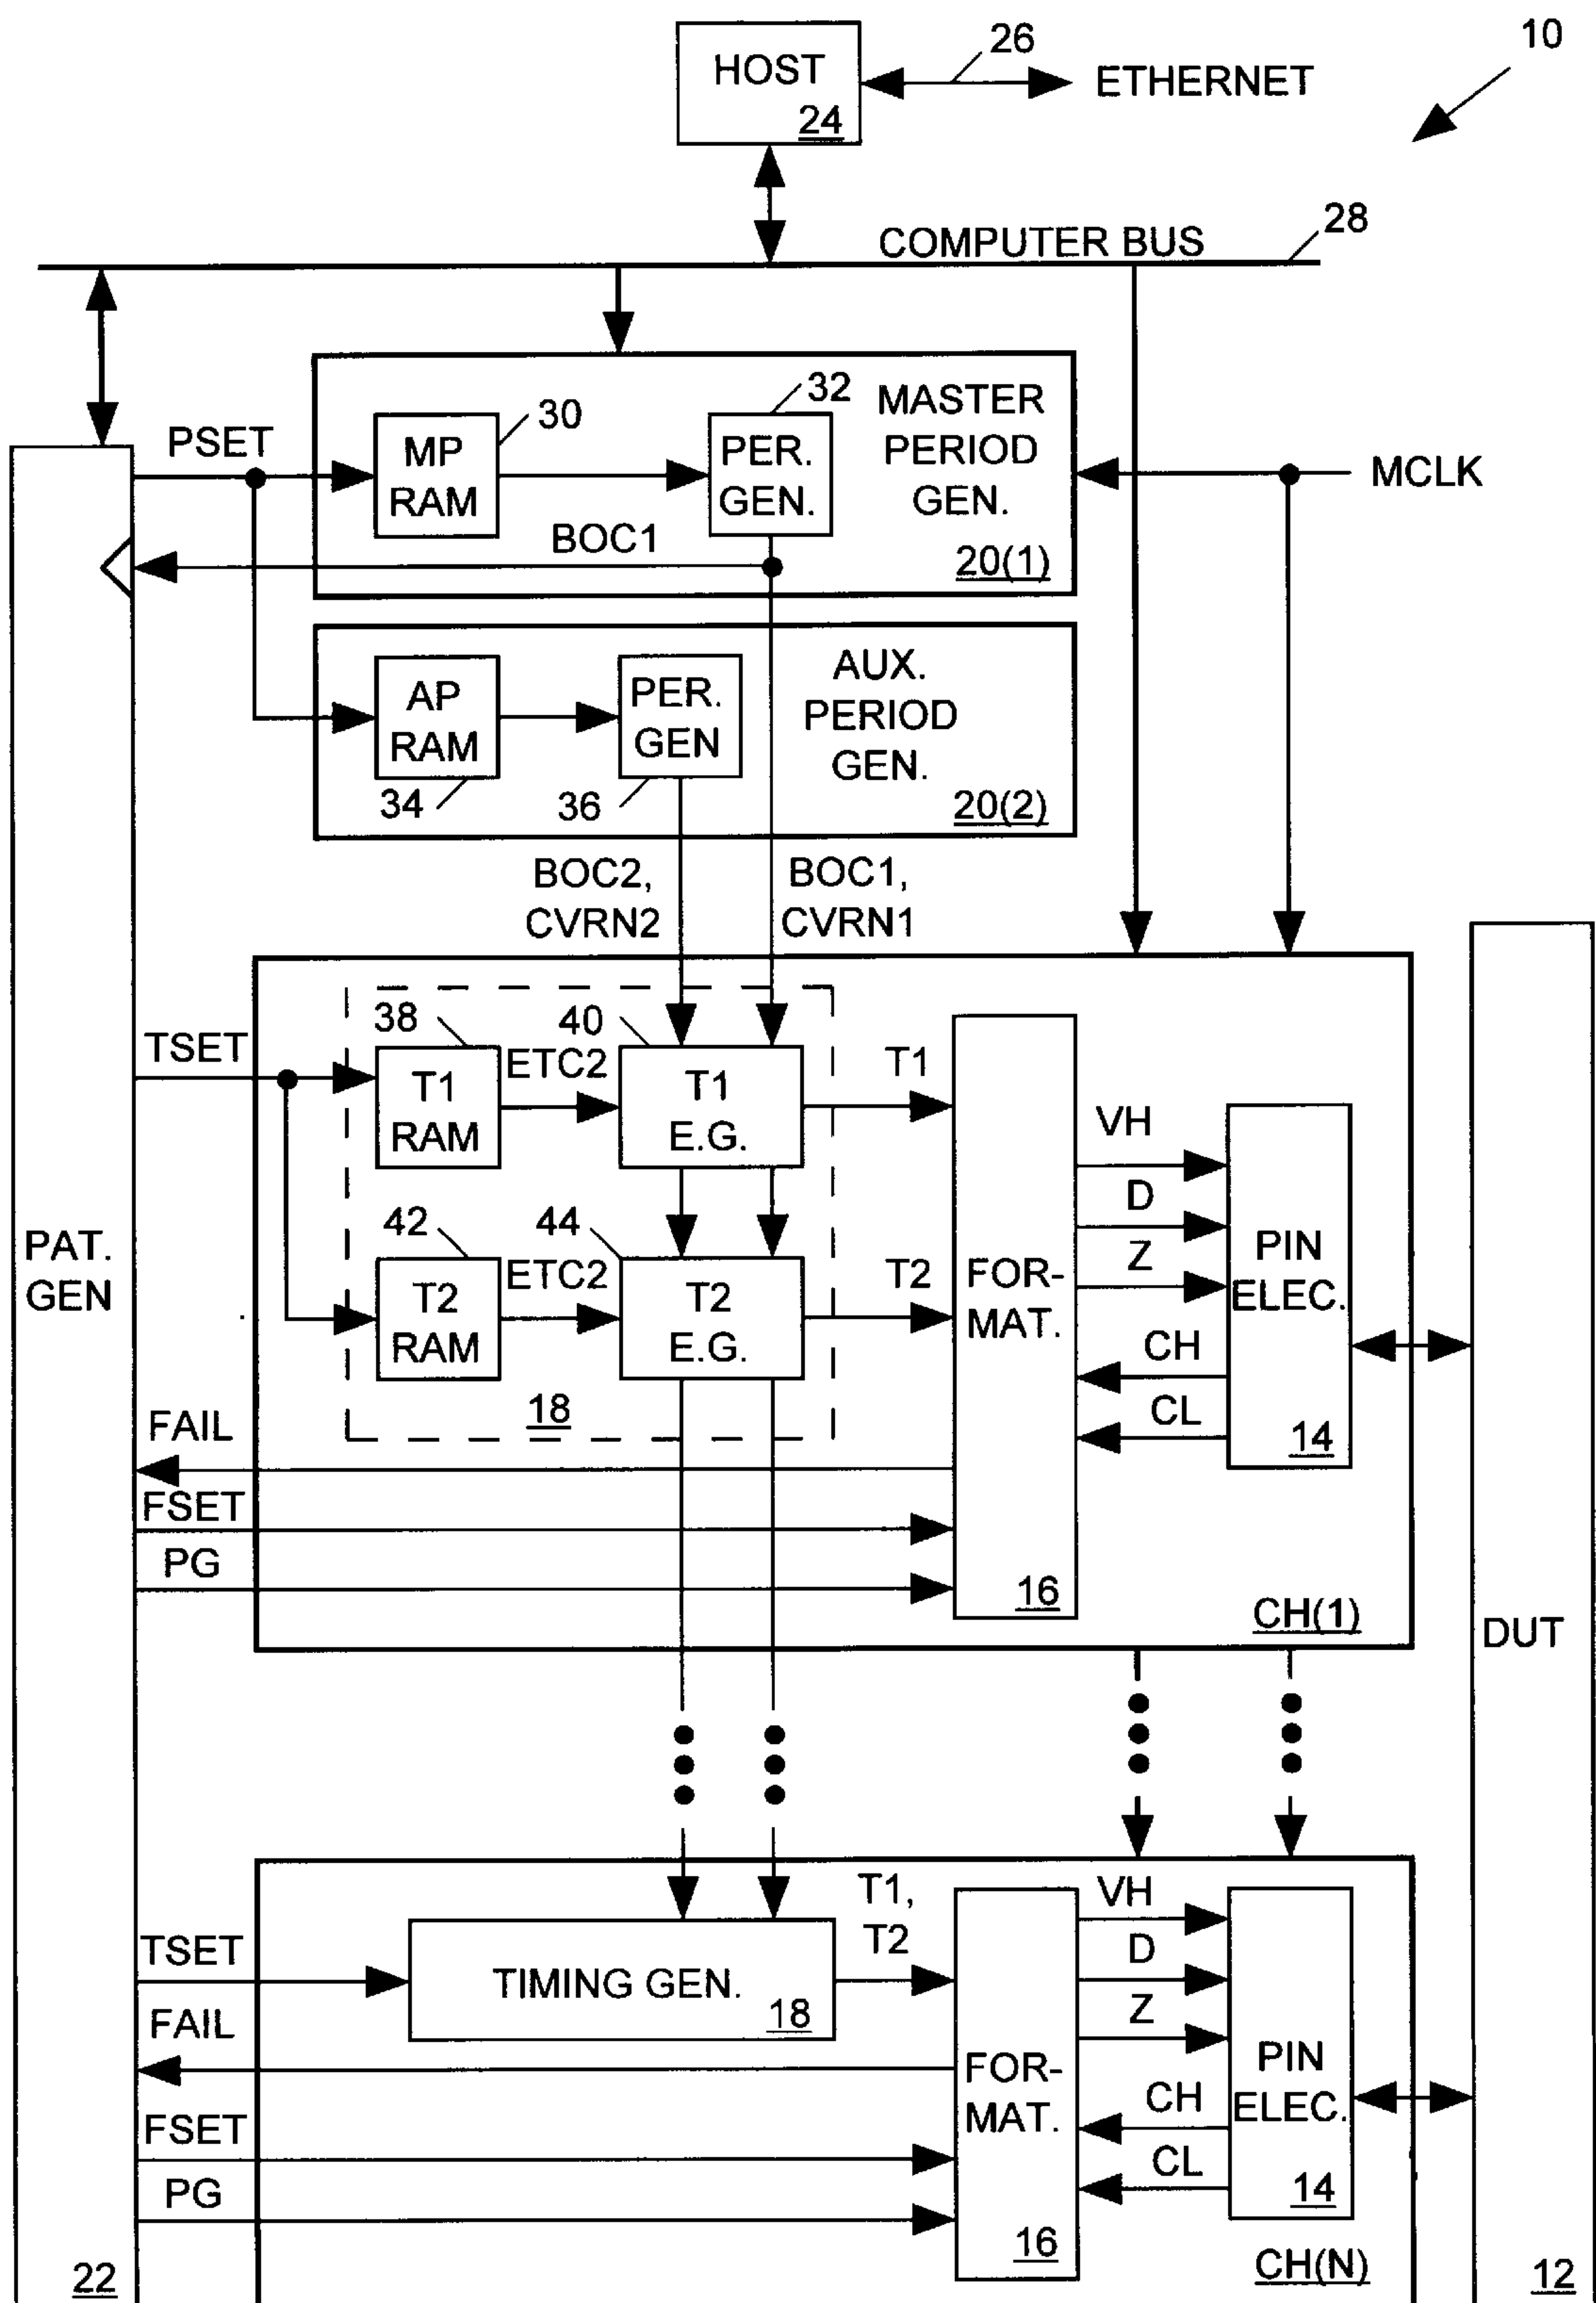 10
26
HOST
24
ETHERNET
28
COMPUTER BUS
PSET
30
MP
RAM
32
PER.
GEN.
MASTER
PERIOD
GEN.
20(1)
MCLK
BOC1
AP
RAM
34
PER.
GEN
36
AUX.
PERIOD
GEN.
20(2)
BOC2,
CVRN2
BOC1,
CVRN1
TSET
38
T1
RAM
ETC2
40
T1
E.G.
T1
42
T2
RAM
ETC2
44
T2
E.G.
T2
18
PAT.
GEN
FOR-
MAT.
16
VH
D
Z
CH
CL
PIN
ELEC.
14
FAIL
FSET
PG
CH(1)
DUT
TSET
TIMING GEN.
18
T1,
T2
FAIL
FSET
PG
FOR-
MAT.
16
VH
D
Z
CH
CL
PIN
ELEC.
14
CH(N)
22
12